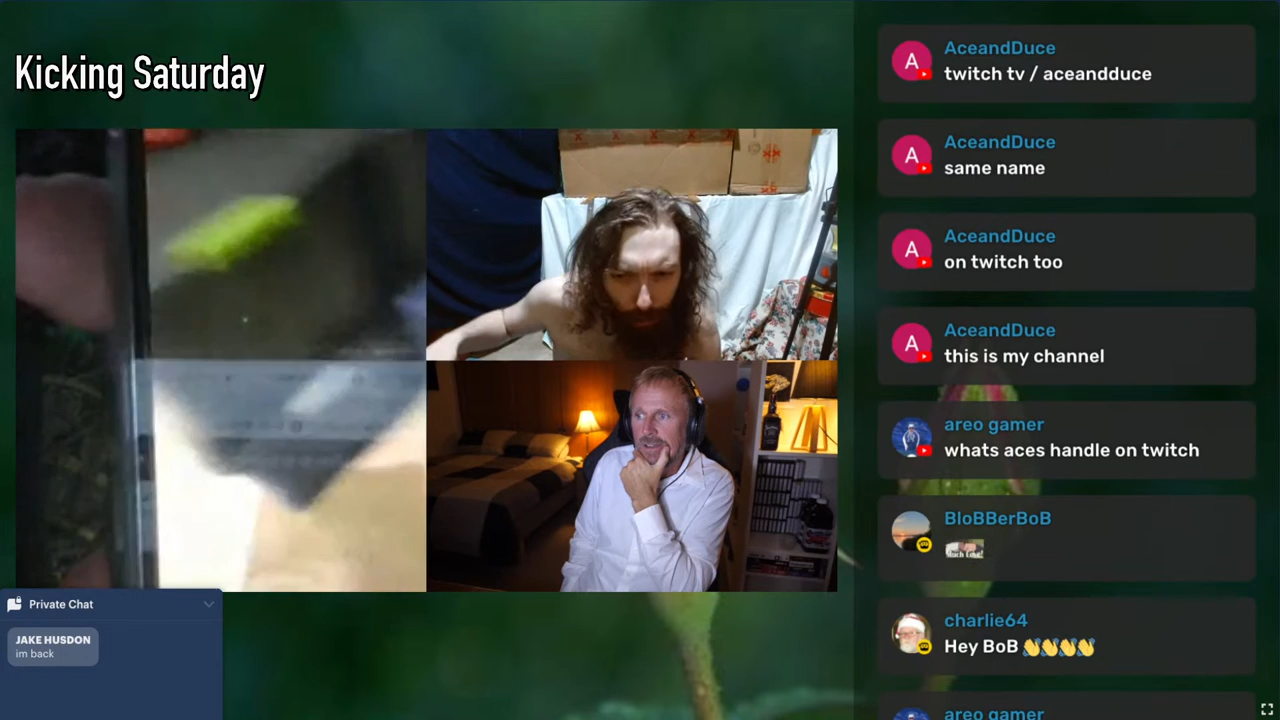 Kicking Saturday
AceandDuce
twitch tv / aceandduce
AceandDuce
same name
AceandDuce
on twitch too
AceandDuce
this is my channel
areo gamer
whats aces handle on twitch
BloBBerBoB
charlie64
Hey BoB 👏👏👏👏
areo gamer
Private Chat
JAKE HUSDON
im back